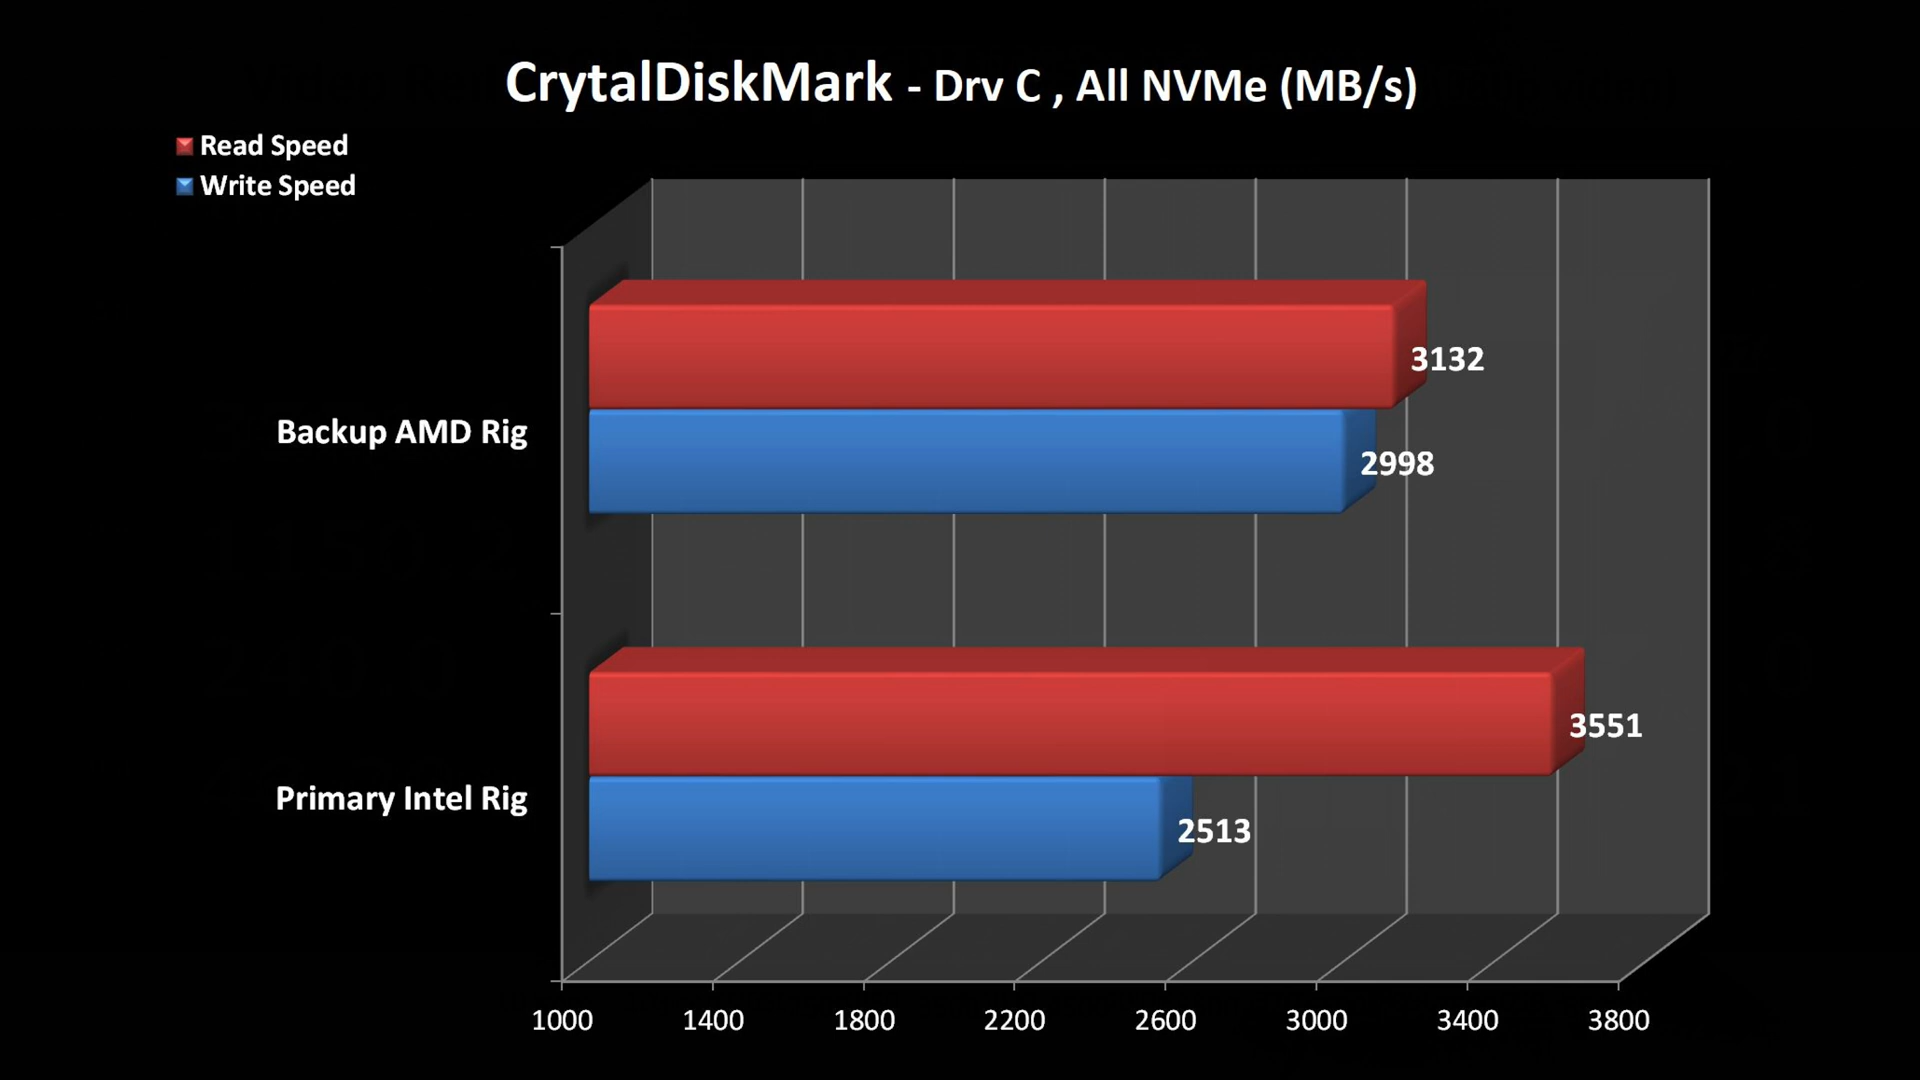 CrytalDiskMark - Drv C , All NVMe (MB/s)
Read Speed
Write Speed
3132
2998
Backup AMD Rig
3551
2513
Primary Intel Rig
1000 1400 1800 2200 2600 3000 3400 3800